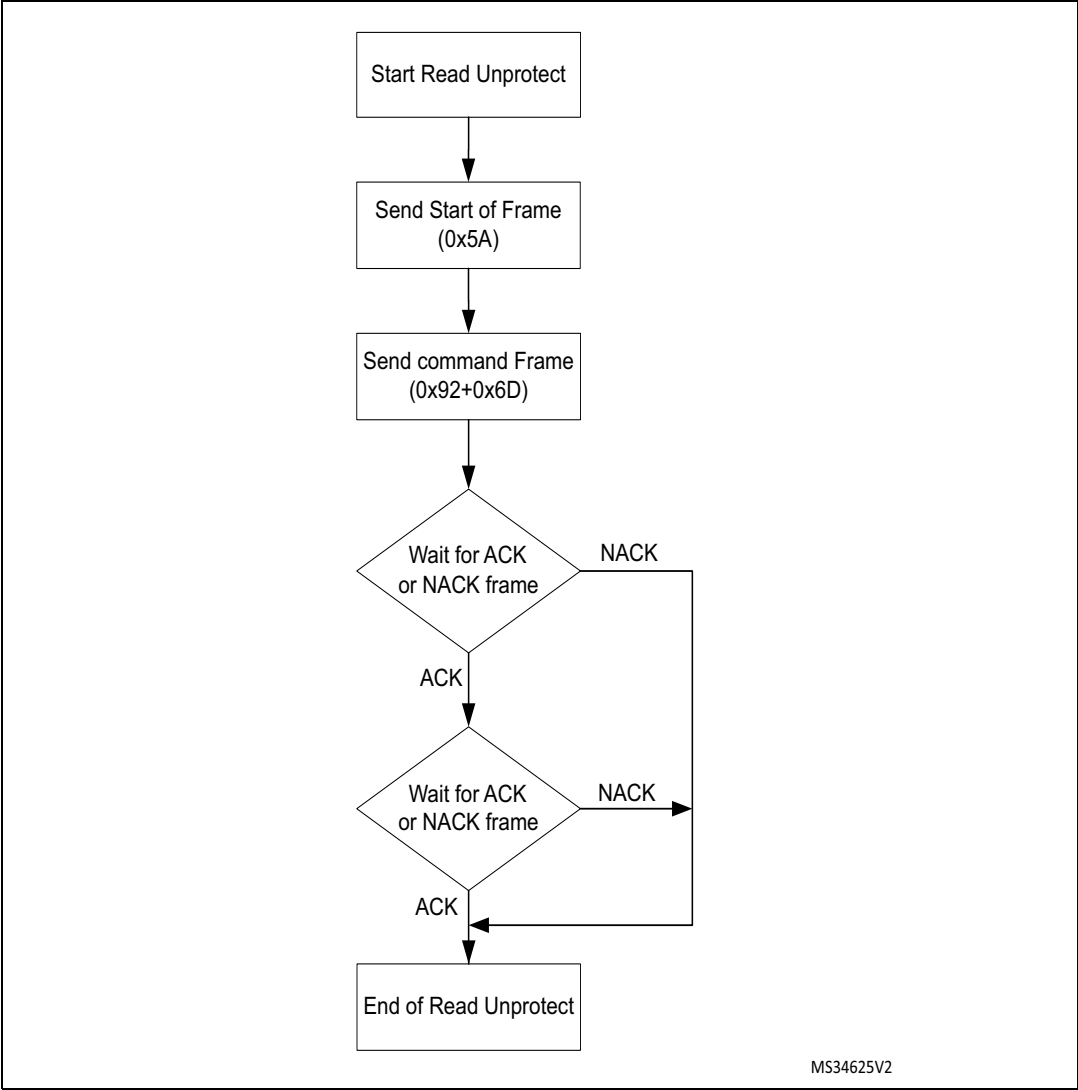 Start Read Unprotect
Send Start of Frame
(0x5A)
Send command Frame
(0x92+0x6D)
Wait for ACK
or NACK frame
NACK
ACK
Wait for ACK
or NACK frame
NACK
ACK
End of Read Unprotect
MS34625V2